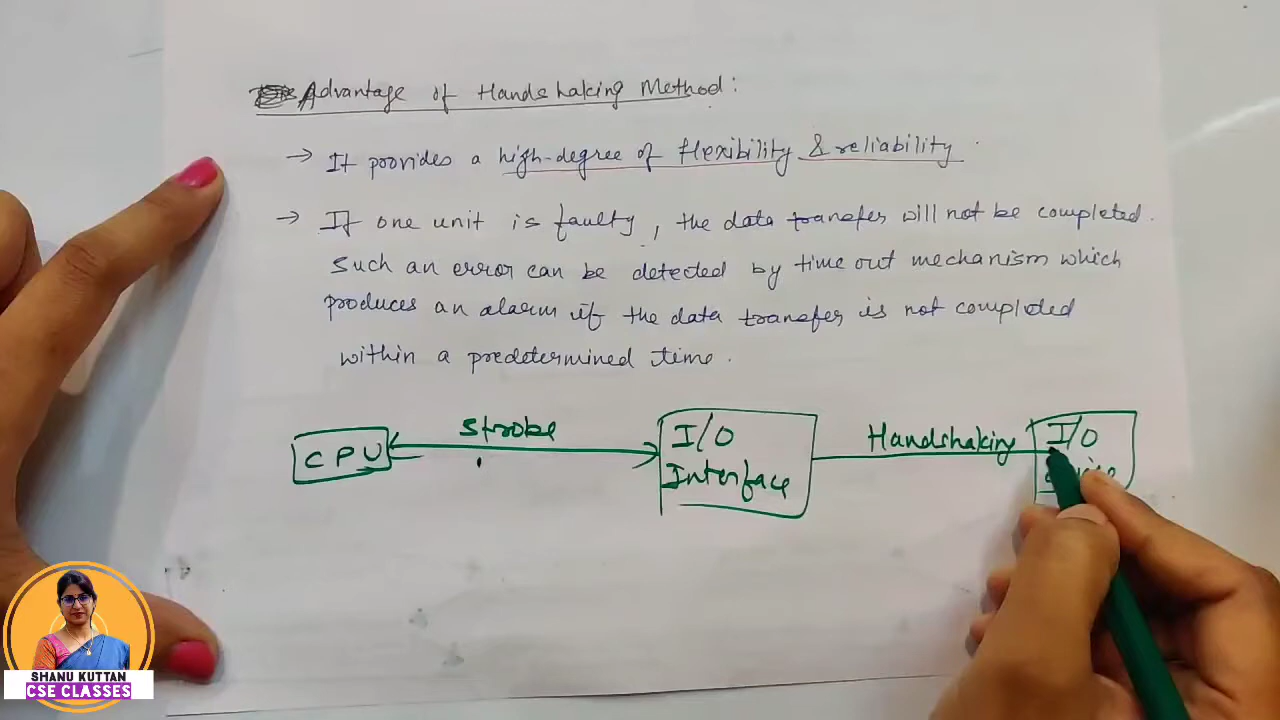 Advantage of Handshaking Method:
→ It provides a high-degree of flexibility & reliability
→ If one unit is faulty, the data transfer will not be completed.
Such an error can be detected by time out mechanism which
produces an alarm if the data transfer is not completed
within a predetermined time.
CPU
Strobe
I/O
Interface
Handshaking
I/O
SHANU KUTTAN
CSE CLASSES